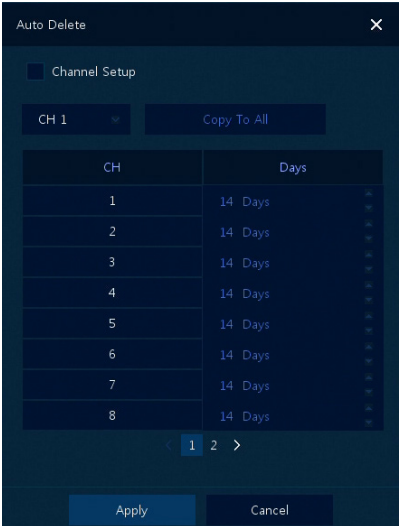 Auto Delete
Channel Setup
CH 1 Copy To All
CH Days
1 14 Days
2 14 Days
3 14 Days
4 14 Days
5 14 Days
6 14 Days
7 14 Days
8 14 Days
1 2
Apply Cancel